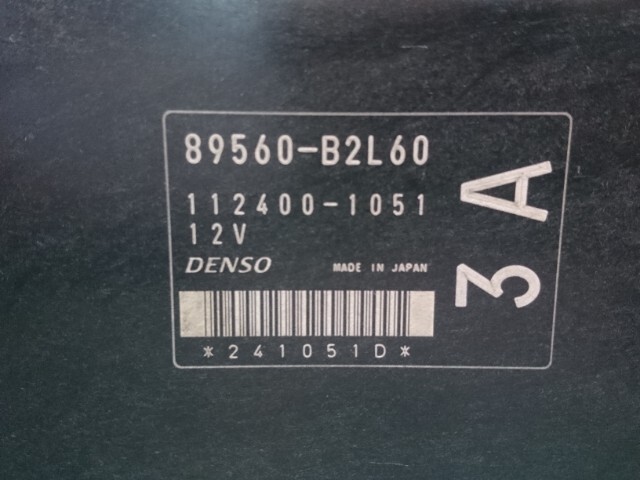 89560-B2L60
112400-1051
12V
DENSO MADE IN JAPAN
*241051D*
3A